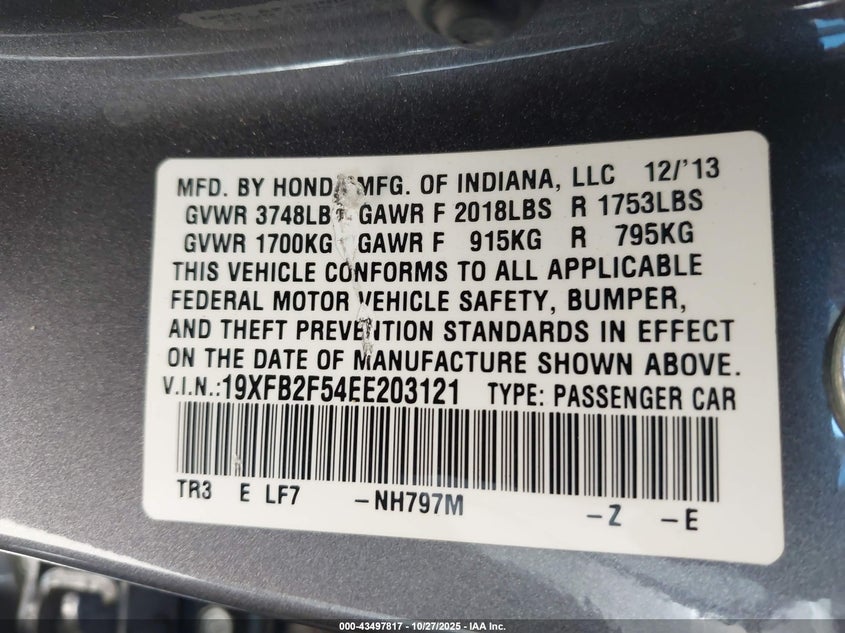 MFD. BY HONDA MFG. OF INDIANA, LLC 12/'13
GVWR 3748LBS GAWR F 2018LBS R 1753LBS
GVWR 1700KG GAWR F 915KG R 795KG
THIS VEHICLE CONFORMS TO ALL APPLICABLE
FEDERAL MOTOR VEHICLE SAFETY, BUMPER,
AND THEFT PREVENTION STANDARDS IN EFFECT
ON THE DATE OF MANUFACTURE SHOWN ABOVE.
V.I.N.:19XFB2F54EE203121 TYPE: PASSENGER CAR
TR3 E LF7 -NH797M -Z -E
000-43497817 | 10/27/2025 - IAA Inc.